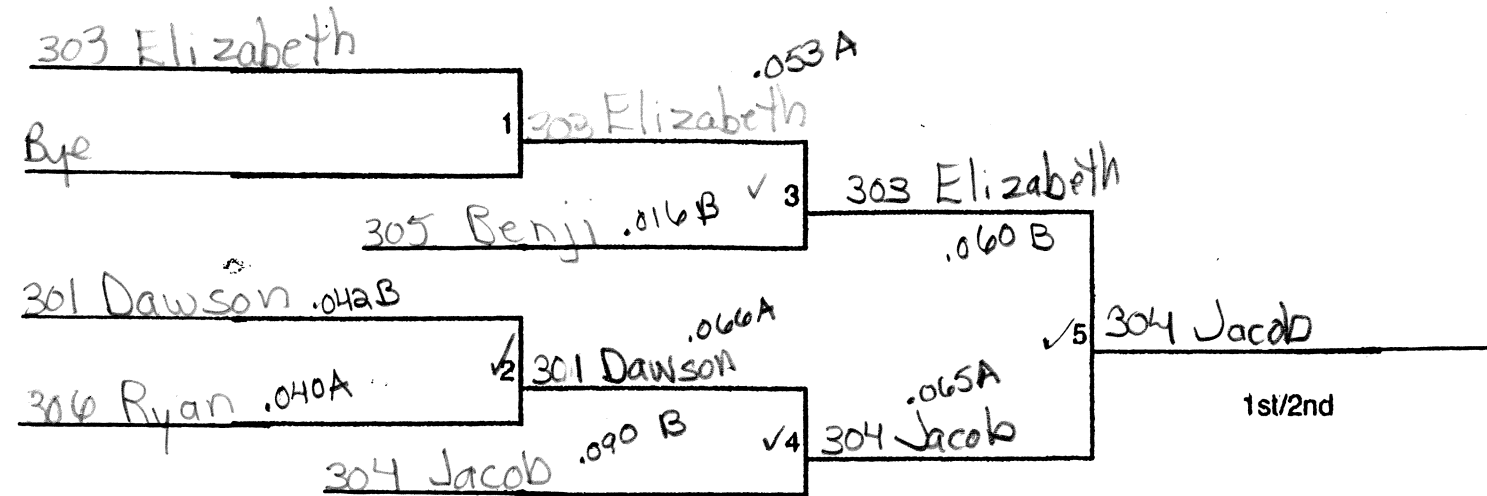 303 Elizabeth
.053 A
Bye
1
303 Elizabeth
✓ 3
303 Elizabeth
305 Benji .016 B
.060 B
301 Dawson .042 B
.066 A
✓5
304 Jacob
✓2
301 Dawson
306 Ryan .040 A
.065 A
1st/2nd
.090 B
✓4
304 Jacob
304 Jacob